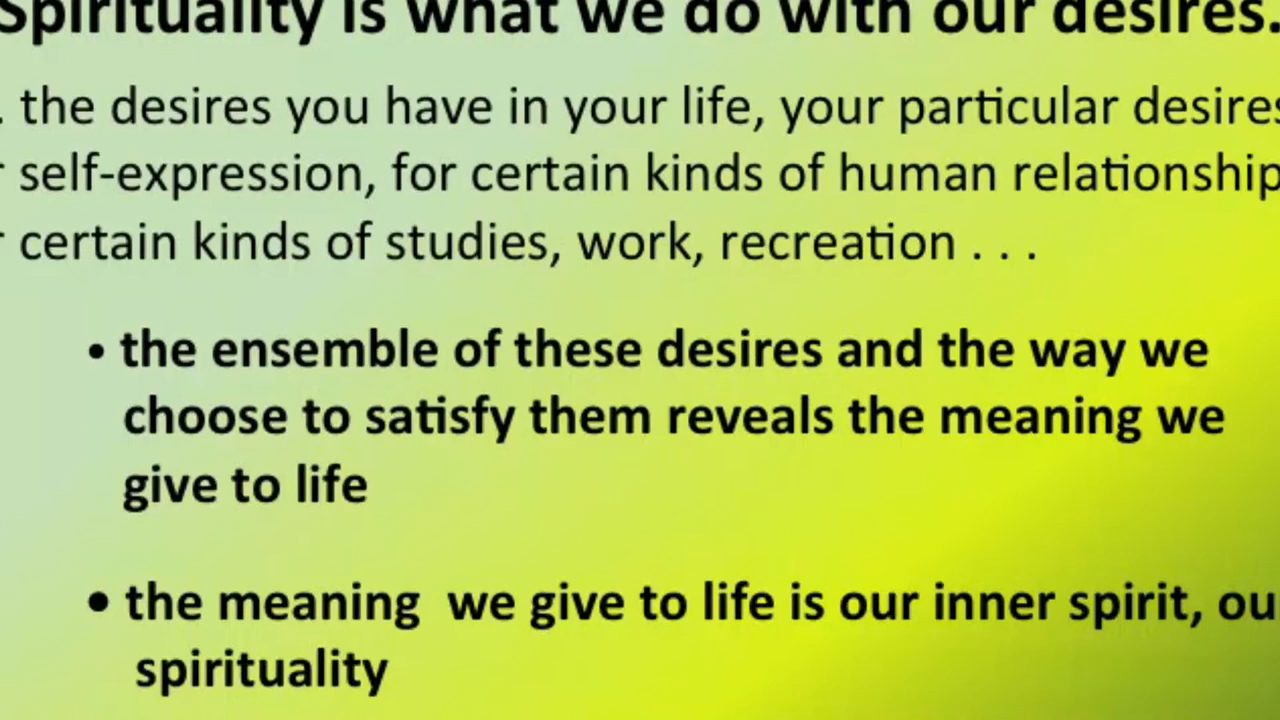 Spirituality is what we do with our desires.
. the desires you have in your life, your particular desires
r self-expression, for certain kinds of human relationship
r certain kinds of studies, work, recreation . . .
• the ensemble of these desires and the way we
choose to satisfy them reveals the meaning we
give to life
• the meaning we give to life is our inner spirit, ou
spirituality